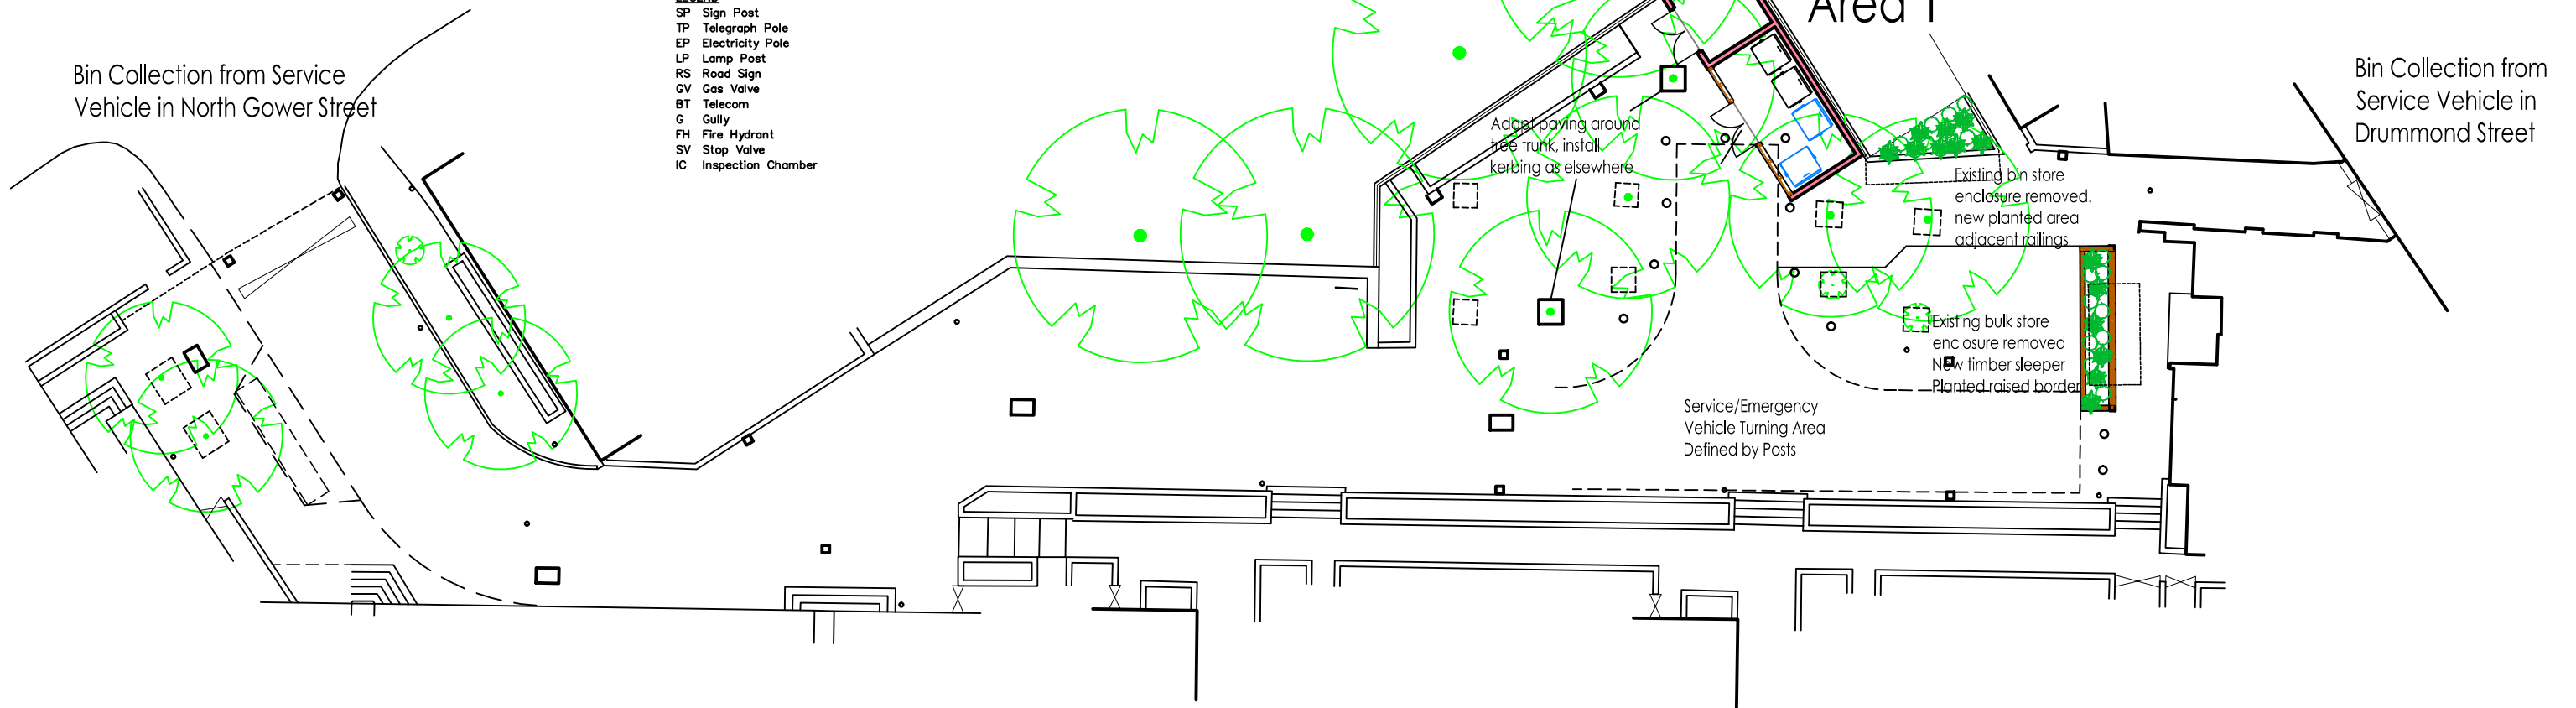 LEGEND
SP Sign Post
TP Telegraph Pole
EP Electricity Pole
LP Lamp Post
RS Road Sign
GV Gas Valve
BT Telecom
G Gully
FH Fire Hydrant
SV Stop Valve
IC Inspection Chamber
Area 1
Bin Collection from Service
Vehicle in North Gower Street
Bin Collection from
Service Vehicle in
Drummond Street
Adapt paving around
tree trunk, install
kerbing as elsewhere
Existing bin store
enclosure removed.
new planted area
adjacent railings
Existing bulk store
enclosure removed
New timber sleeper
Planted raised border
Service/Emergency
Vehicle Turning Area
Defined by Posts